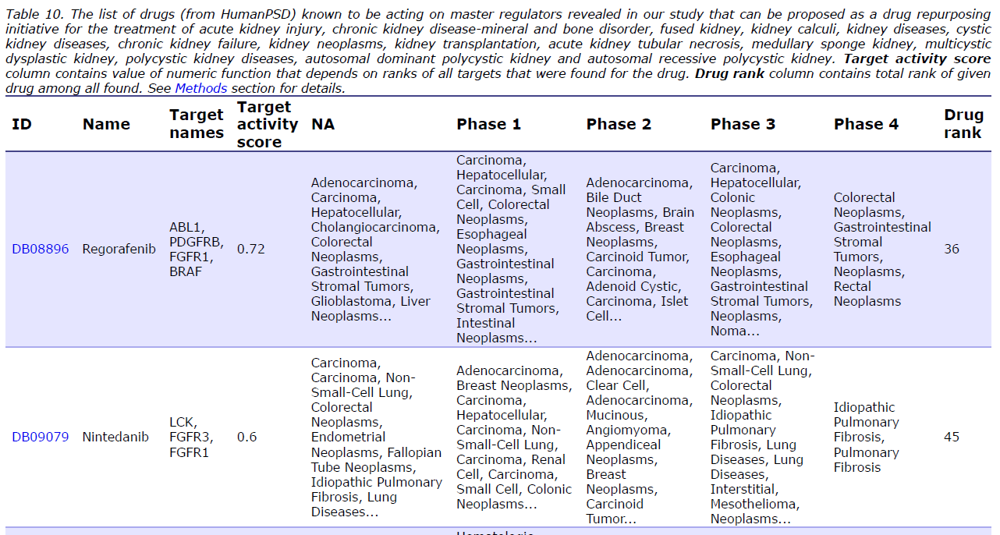 Table 10. The list of drugs (from HumanPSD) known to be acting on master regulators revealed in our study that can be proposed as a drug repurposing
initiative for the treatment of acute kidney injury, chronic kidney disease-mineral and bone disorder, fused kidney, kidney calculi, kidney diseases, cystic
kidney diseases, chronic kidney failure, kidney neoplasms, kidney transplantation, acute kidney tubular necrosis, medullary sponge kidney, multicystic
dysplastic kidney, polycystic kidney diseases, autosomal dominant polycystic kidney and autosomal recessive polycystic kidney. Target activity score
column contains value of numeric function that depends on ranks of all targets that were found for the drug. Drug rank column contains total rank of given
drug among all found. See Methods section for details.
ID
Name
Target
names
Target
activity
score
NA
Phase 1
Phase 2
Phase 3
Phase 4
Drug
rank
DB08896
Regorafenib
ABL1,
PDGFRB,
FGFR1,
BRAF
0.72
Adenocarcinoma,
Carcinoma,
Hepatocellular,
Cholangiocarcinoma,
Colorectal
Neoplasms,
Gastrointestinal
Stromal Tumors,
Glioblastoma, Liver
Neoplasms...
Carcinoma,
Hepatocellular,
Carcinoma, Small
Cell, Colorectal
Neoplasms,
Esophageal
Neoplasms,
Gastrointestinal
Neoplasms,
Gastrointestinal
Stromal Tumors,
Intestinal
Neoplasms...
Adenocarcinoma,
Bile Duct
Neoplasms, Brain
Abscess, Breast
Neoplasms,
Carcinoid Tumor,
Carcinoma,
Adenoid Cystic,
Carcinoma, Islet
Cell...
Carcinoma,
Hepatocellular,
Colonic
Neoplasms,
Colorectal
Neoplasms,
Esophageal
Neoplasms,
Gastrointestinal
Stromal Tumors,
Neoplasms,
Noma...
Colorectal
Neoplasms,
Gastrointestinal
Stromal
Tumors,
Neoplasms,
Rectal
Neoplasms
36
DB09079
Nintedanib
LCK,
FGFR3,
FGFR1
0.6
Carcinoma,
Carcinoma, Non-
Small-Cell Lung,
Colorectal
Neoplasms,
Endometrial
Neoplasms, Fallopian
Tube Neoplasms,
Idiopathic Pulmonary
Fibrosis, Lung
Diseases...
Adenocarcinoma,
Breast Neoplasms,
Carcinoma,
Hepatocellular,
Carcinoma, Non-
Small-Cell Lung,
Carcinoma, Renal
Cell, Carcinoma,
Small Cell, Colonic
Neoplasms...
Adenocarcinoma,
Adenocarcinoma,
Clear Cell,
Adenocarcinoma,
Mucinous,
Angiomyoma,
Appendiceal
Neoplasms,
Breast
Neoplasms,
Carcinoid
Tumor...
Carcinoma, Non-
Small-Cell Lung,
Colorectal
Neoplasms,
Idiopathic
Pulmonary
Fibrosis, Lung
Diseases, Lung
Diseases,
Interstitial,
Mesothelioma,
Neoplasms...
Idiopathic
Pulmonary
Fibrosis,
Pulmonary
Fibrosis
45